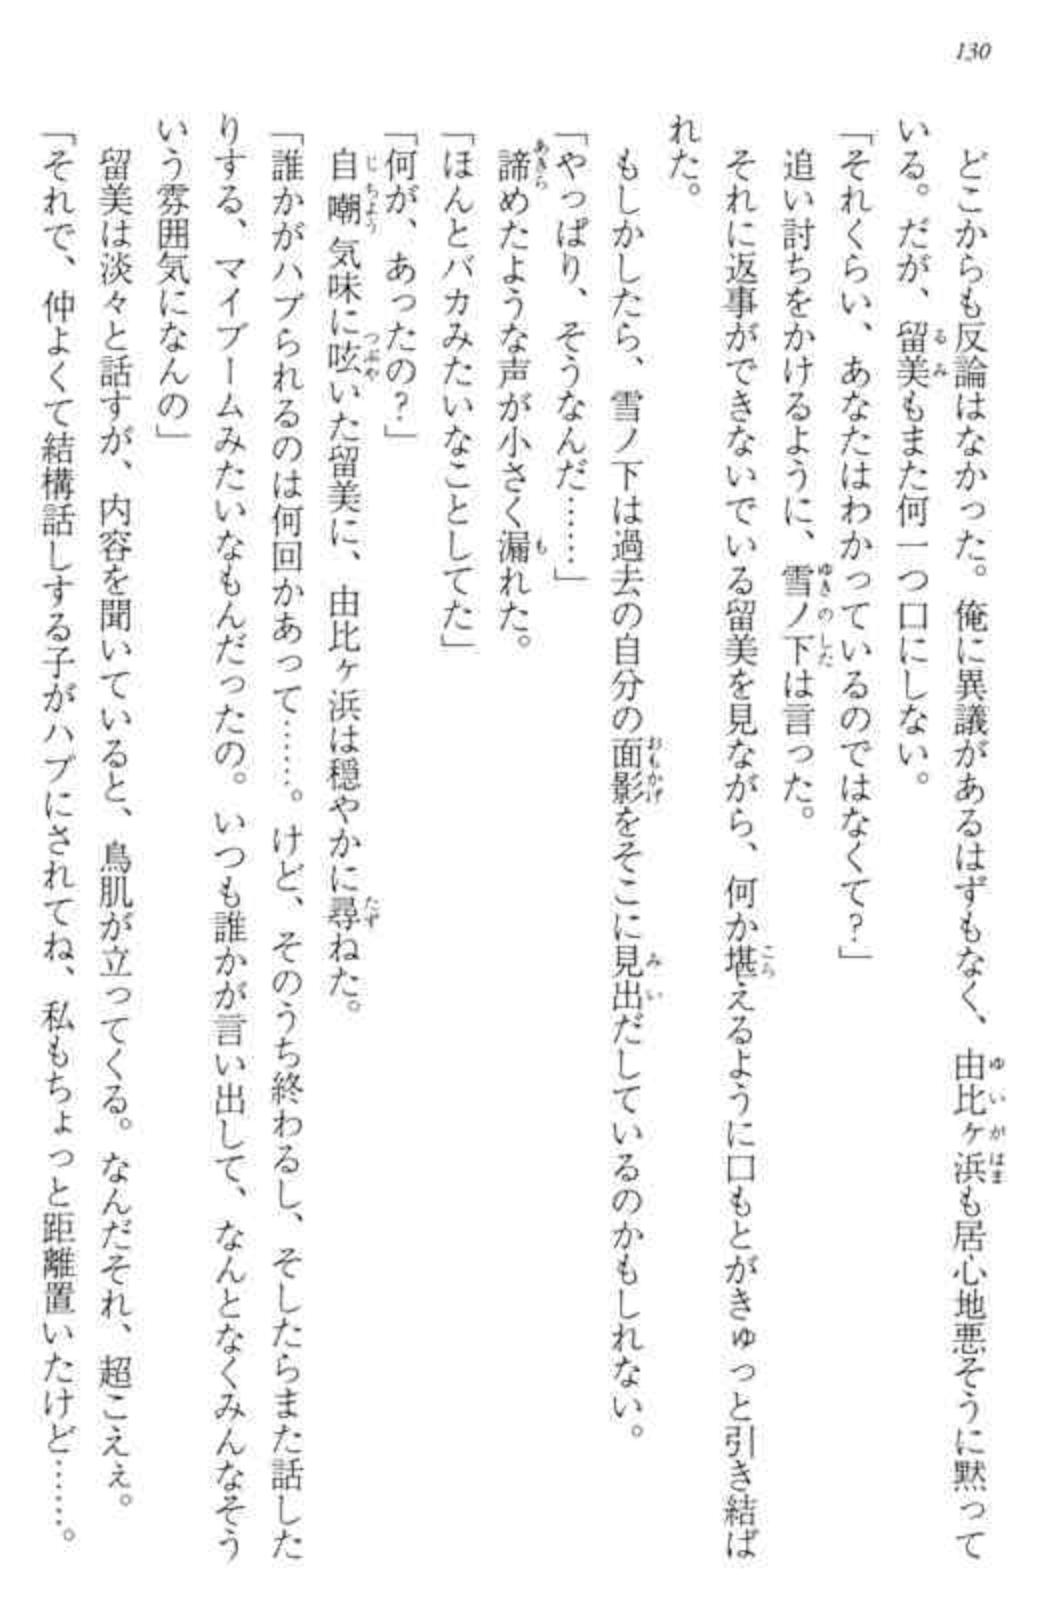 130
どこからも反論はなかった。俺に異議があるはずもなく、由比ヶ浜も居心地悪そうに黙って
いる。だが、留美もまた何一つ口にしない。
「それくらい、あなたはわかっているのではなくて？」
追い討ちをかけるように、雪ノ下は言った。
それに返事ができないでいる留美を見ながら、何か堪えるように口もとがきゅっと引き結ば
れた。
もしかしたら、雪ノ下は過去の自分の面影をそこに見出だしているのかもしれない。
「やっぱり、そうなんだ……」
諦めたような声が小さく漏れた。
「ほんとバカみたいなことしてた」
「何が、あったの？」
自嘲気味に呟いた留美に、由比ヶ浜は穏やかに尋ねた。
「誰かがハブられるのは何回かあって……。けど、そのうち終わるし、そしたらまた話した
りする、マイブームみたいなもんだったの。いつも誰かが言い出して、なんとなくみんなそう
いう雰囲気になんの」
留美は淡々と話すが、内容を聞いていると、鳥肌が立ってくる。なんだそれ、超こえぇ。
「それで、仲よくて結構話しする子がハブにされてね、私もちょっと距離置いたけど……。